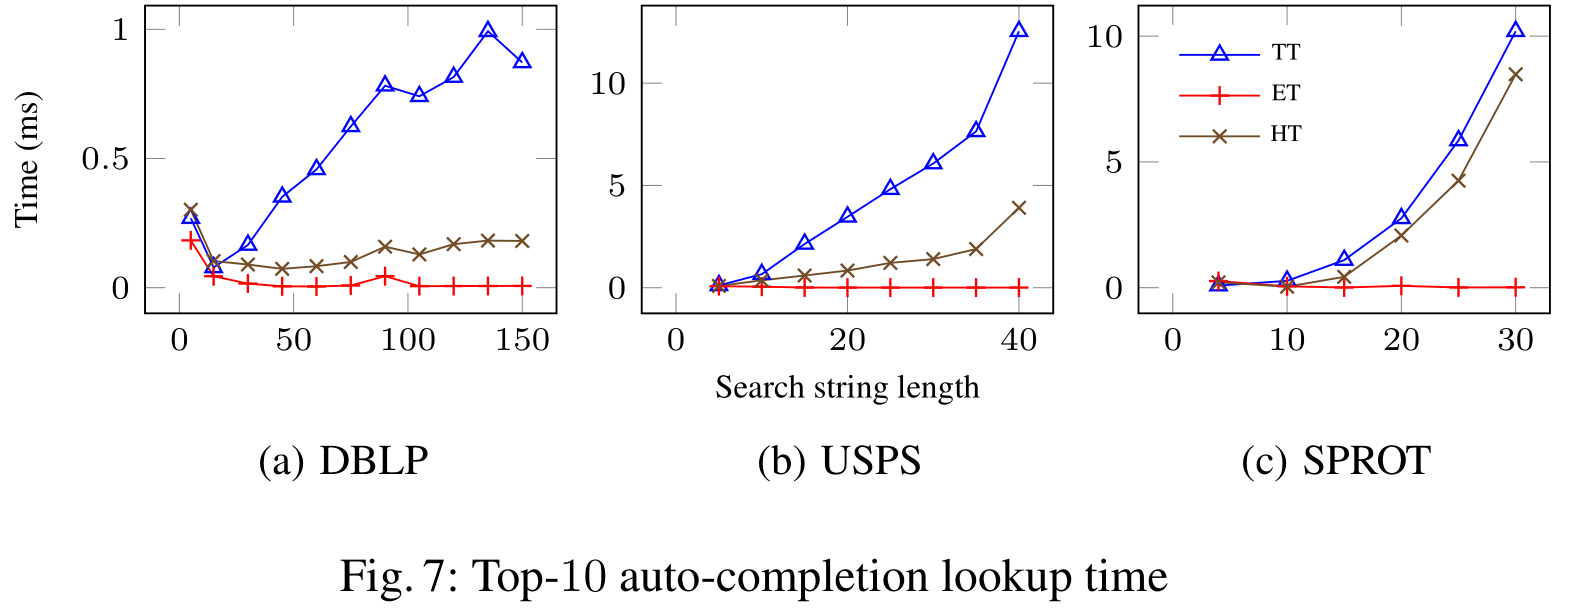 Time (ms)
1
0.5
0
0 50 100 150
10
5
0
0 20 40
10
5
0
0 10 20 30
TT
ET
HT
Search string length
(a) DBLP
(b) USPS
(c) SPROT
Fig. 7: Top-10 auto-completion lookup time